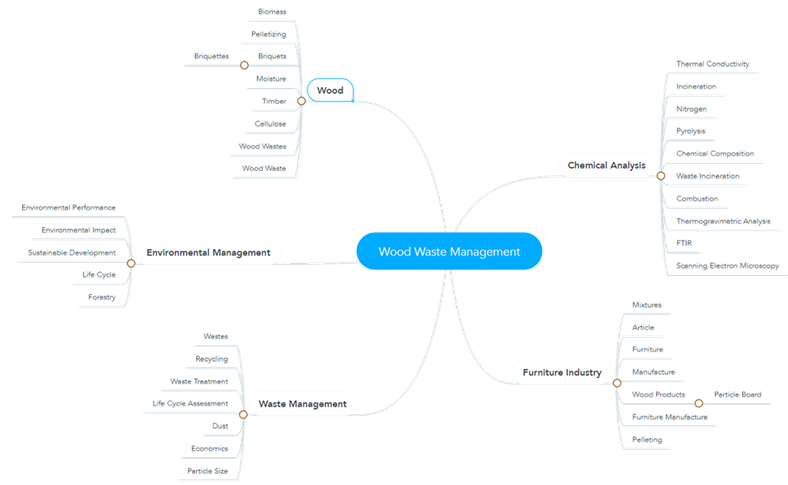 Wood Waste Management
Wood
Biomass
Pelletizing
Briquets
Briquettes
Moisture
Timber
Cellulose
Wood Wastes
Wood Waste
Environmental Management
Environmental Performance
Environmental Impact
Sustainable Development
Life Cycle
Forestry
Waste Management
Wastes
Recycling
Waste Treatment
Life Cycle Assessment
Dust
Economics
Particle Size
Chemical Analysis
Thermal Conductivity
Incineration
Nitrogen
Pyrolysis
Chemical Composition
Waste Incineration
Combustion
Thermogravimetric Analysis
FTIR
Scanning Electron Microscopy
Furniture Industry
Mixtures
Article
Furniture
Manufacture
Wood Products
Particle Board
Furniture Manufacture
Pelleting